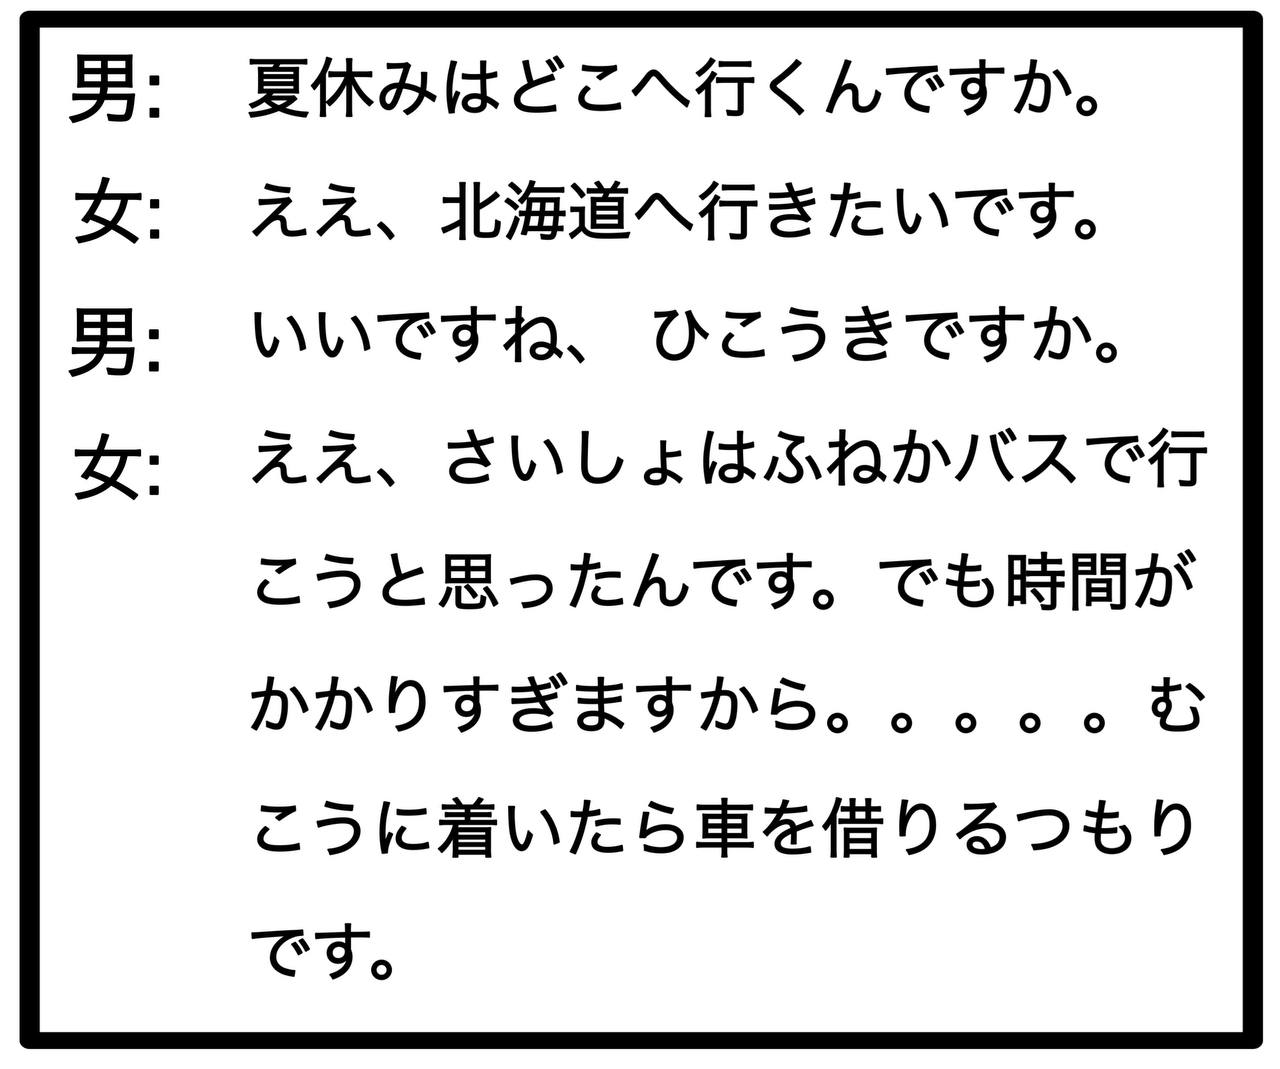 男: 夏休みはどこへ行くんですか。
女: ええ、北海道へ行きたいです。
男: いいですね、 ひこうきですか。
女: ええ、さいしょはふねかバスで行
こうと思ったんです。でも時間が
かかりすぎますから。。。。。む
こうに着いたら車を借りるつもり
です。